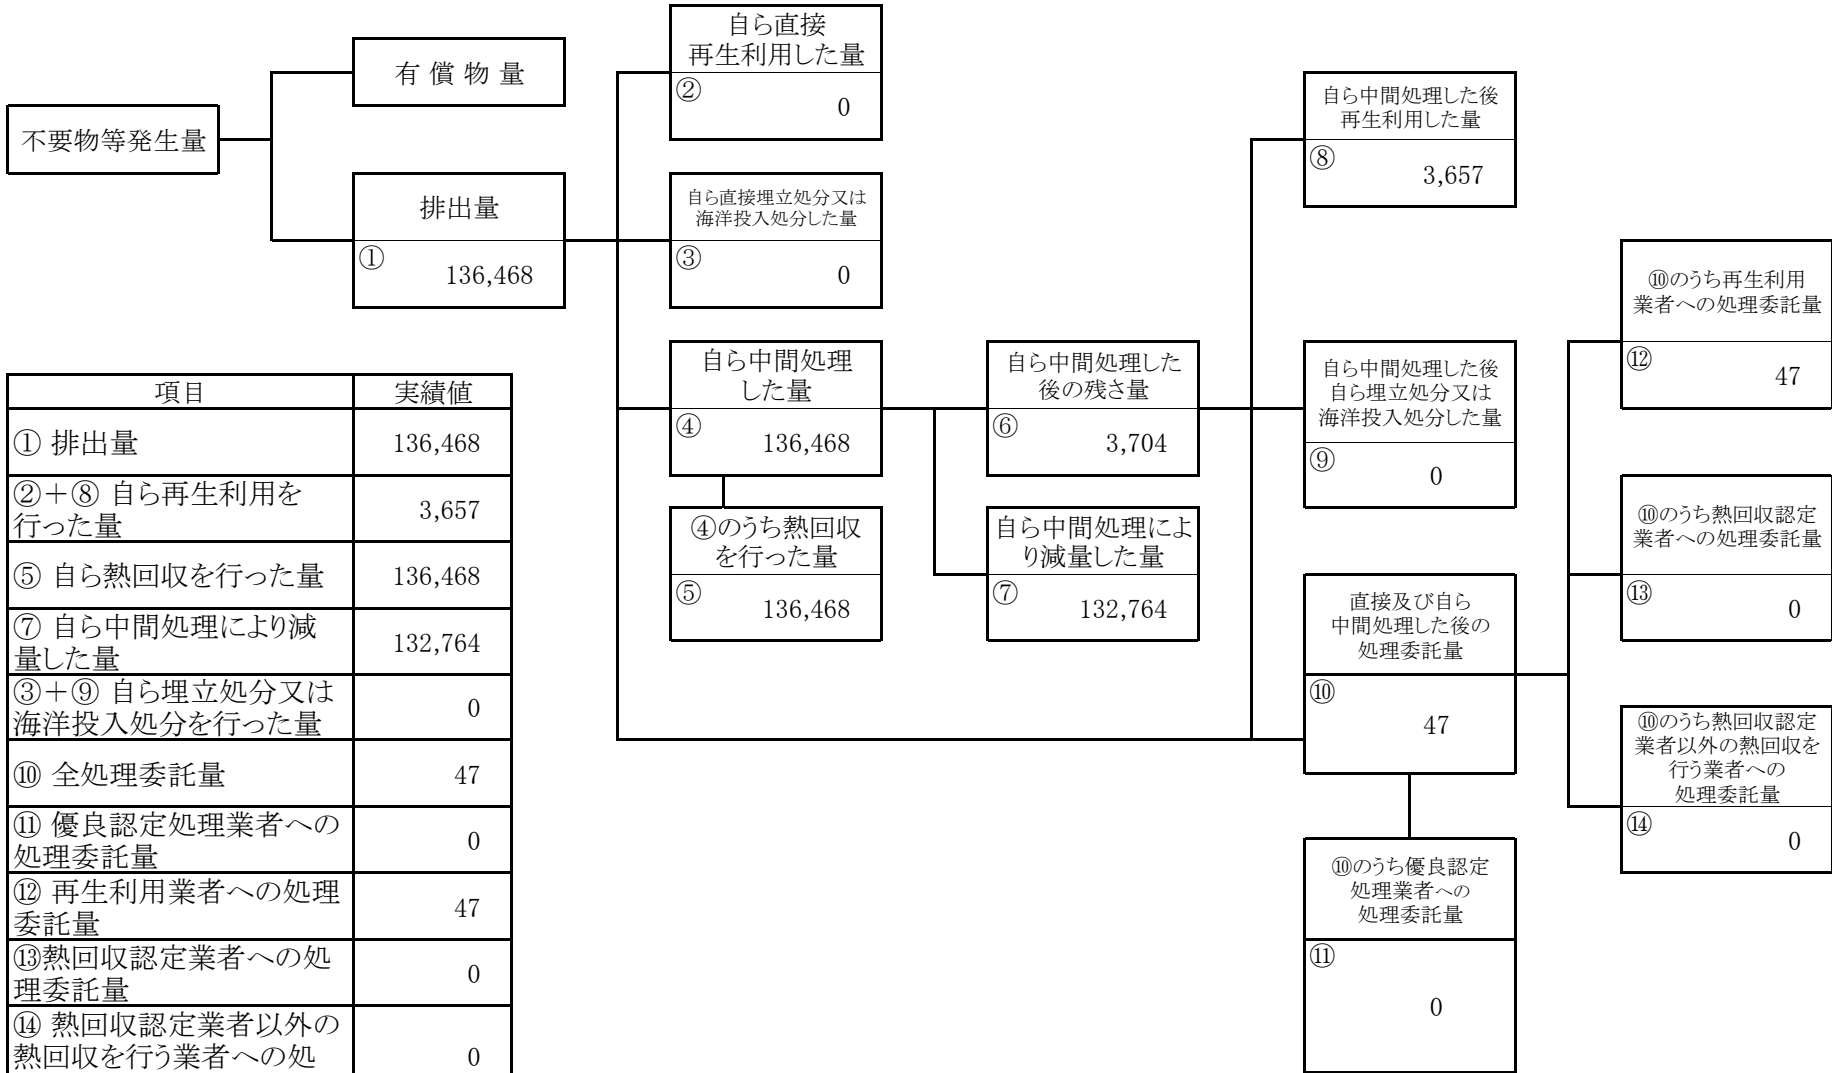 不要物等発生量
有 償 物 量
排出量
①
136,468
自ら直接
再生利用した量
②
0
自ら直接埋立処分又は
海洋投入処分した量
③
0
自ら中間処理
した量
④
136,468
④のうち熱回収
を行った量
⑤
136,468
自ら中間処理した
後の残さ量
⑥
3,704
自ら中間処理によ
り減量した量
⑦
132,764
自ら中間処理した後
再生利用した量
⑧
3,657
自ら中間処理した後
自ら埋立処分又は
海洋投入処分した量
⑨
0
直接及び自ら
中間処理した後の
処理委託量
⑩
47
⑩のうち優良認定
処理業者への
処理委託量
⑪
0
⑩のうち再生利用
業者への処理委託量
⑫
47
⑩のうち熱回収認定
業者への処理委託量
⑬
0
⑩のうち熱回収認定
業者以外の熱回収を
行う業者への
処理委託量
⑭
0
項目 実績値
① 排出量 136,468
②＋⑧ 自ら再生利用を
行った量 3,657
⑤ 自ら熱回収を行った量 136,468
⑦ 自ら中間処理により減
量した量 132,764
③＋⑨ 自ら埋立処分又は
海洋投入処分を行った量 0
⑩ 全処理委託量 47
⑪ 優良認定処理業者への
処理委託量 0
⑫ 再生利用業者への処理
委託量 47
⑬熱回収認定業者への処
理委託量 0
⑭ 熱回収認定業者以外の
熱回収を行う業者への処 0